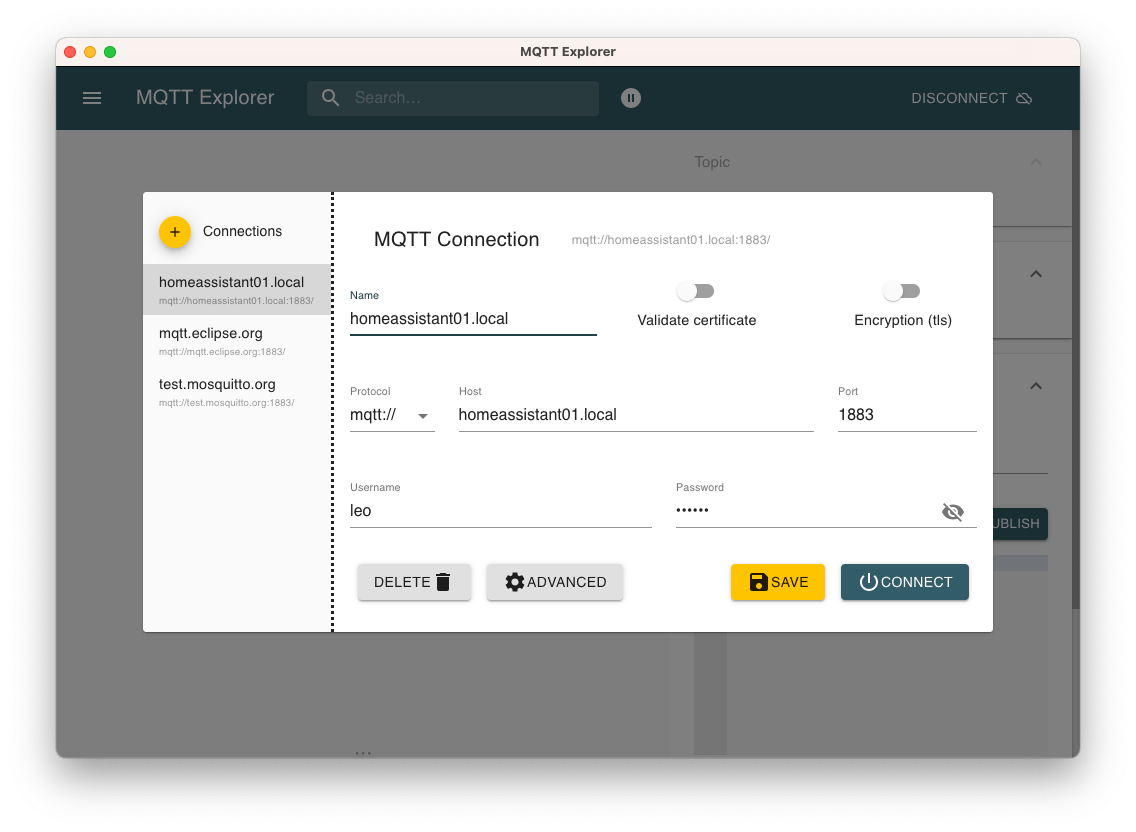 MQTT Explorer
MQTT Explorer
Search...
DISCONNECT
Topic
Connections
homeassistant01.local
mqtt://homeassistant01.local:1883/
mqtt.eclipse.org
mqtt://mqtt.eclipse.org:1883/
test.mosquitto.org
mqtt://test.mosquitto.org:1883/
MQTT Connection mqtt://homeassistant01.local:1883/
Name
homeassistant01.local
Validate certificate
Encryption (tls)
Protocol
mqtt://
Host
homeassistant01.local
Port
1883
Username
leo
Password
••••••
DELETE
ADVANCED
SAVE
CONNECT
UBLISH